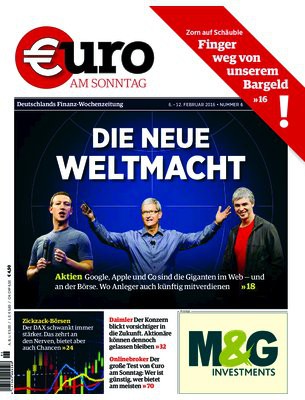 €uro
AM SONNTAG
Zorn auf Schäuble
Finger
weg von
unserem
Bargeld
»16
!
Deutschlands Finanz-Wochenzeitung
6. – 12. FEBRUAR 2016 • NUMMER 6
DIE NEUE
WELTMACHT
Aktien Google, Apple und Co sind die Giganten im Web – und
an der Börse. Wo Anleger auch künftig mitverdienen »18
Zickzack-Börsen
Der DAX schwankt immer
stärker. Das zehrt an
den Nerven, bietet aber
auch Chancen »24
Daimler Der Konzern
blickt vorsichtiger in
die Zukunft. Aktionäre
können dennoch
gelassen bleiben »32
Onlinebroker Der
große Test von €uro
am Sonntag: Wer ist
günstig, wer bietet
am meisten »70
M&G
INVESTMENTS